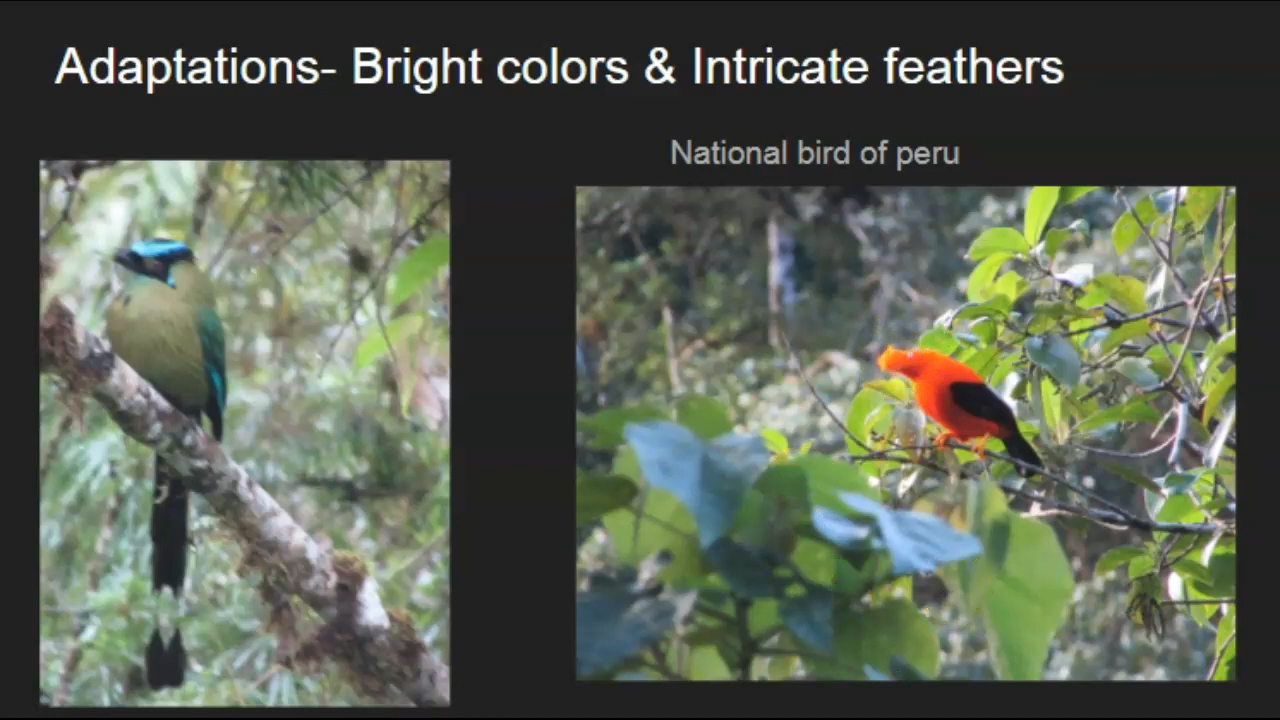 Adaptations- Bright colors & Intricate feathers
National bird of peru